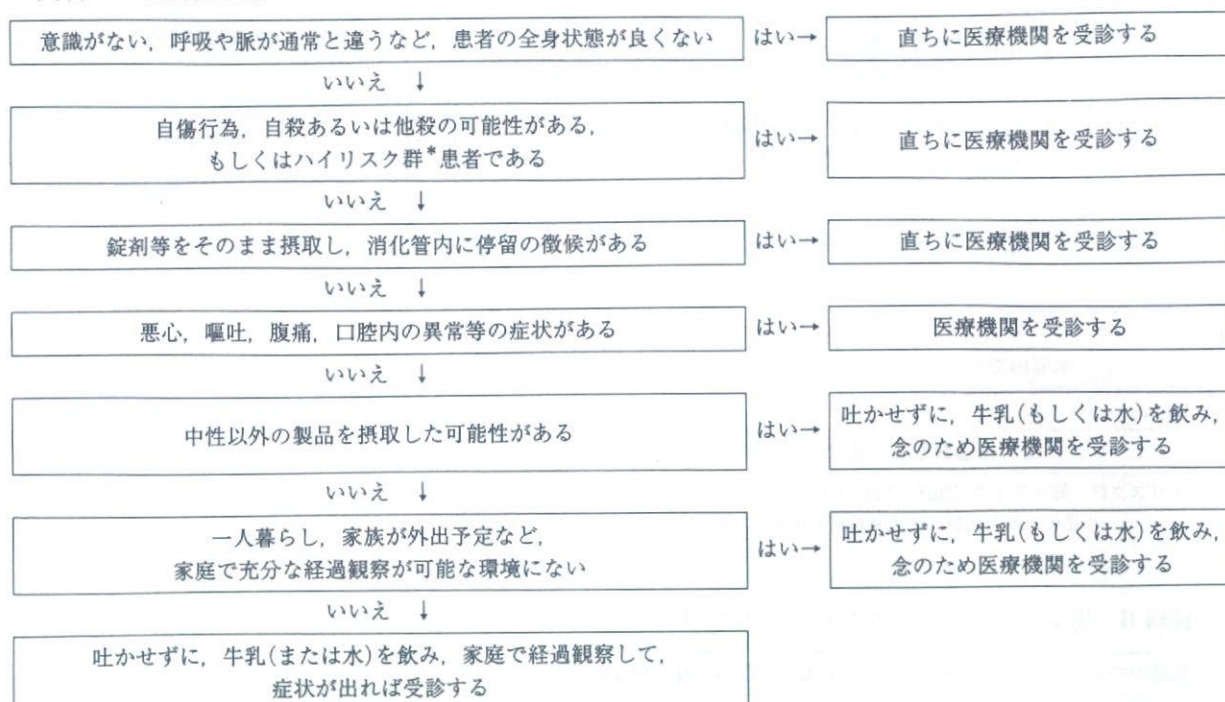 意識がない，呼吸や脈が通常と違うなど，患者の全身状態が良くない　はい→　直ちに医療機関を受診する
いいえ ↓
自傷行為，自殺あるいは他殺の可能性がある，
もしくはハイリスク群*患者である　はい→　直ちに医療機関を受診する
いいえ ↓
錠剤等をそのまま摂取し，消化管内に停留の徴候がある　はい→　直ちに医療機関を受診する
いいえ ↓
悪心，嘔吐，腹痛，口腔内の異常等の症状がある　はい→　医療機関を受診する
いいえ ↓
中性以外の製品を摂取した可能性がある　はい→　吐かせずに，牛乳(もしくは水)を飲み，
念のため医療機関を受診する
いいえ ↓
一人暮らし，家族が外出予定など，
家庭で充分な経過観察が可能な環境にない　はい→　吐かせずに，牛乳(もしくは水)を飲み，
念のため医療機関を受診する
いいえ ↓
吐かせずに，牛乳(または水)を飲み，家庭で経過観察して，
症状が出れば受診する